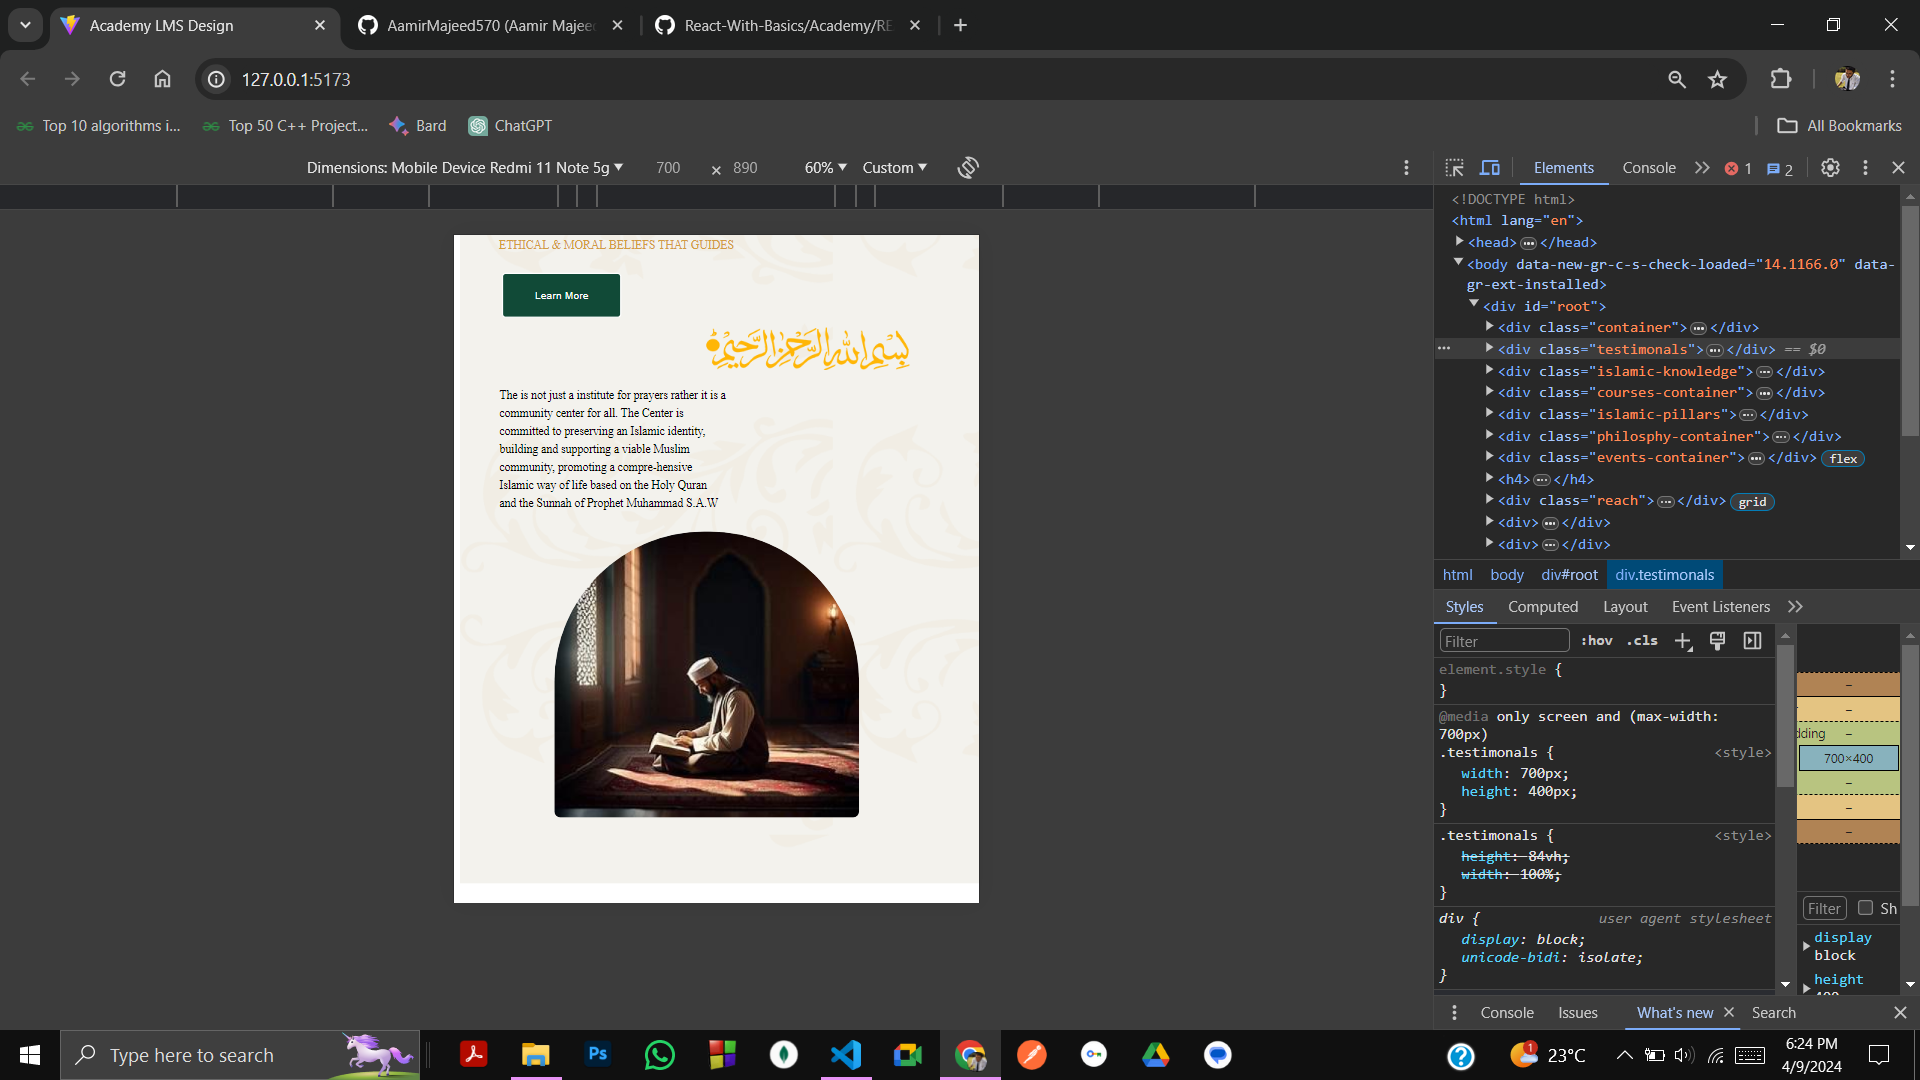 Academy LMS Design
AamirMajeed570 (Aamir Majee
React-With-Basics/Academy/RE
127.0.0.1:5173
Top 10 algorithms i...
Top 50 C++ Project...
Bard
ChatGPT
All Bookmarks
Dimensions: Mobile Device Redmi 11 Note 5g
700 × 890
60%
Custom
ETHICAL & MORAL BELIEFS THAT GUIDES
Learn More
بِسْمِ اللهِ الرَّحْمٰنِ الرَّحِيْمِ
The is not just a institute for prayers rather it is a
community center for all. The Center is
committed to preserving an Islamic identity,
building and supporting a viable Muslim
community, promoting a compre-hensive
Islamic way of life based on the Holy Quran
and the Sunnah of Prophet Muhammad S.A.W
Elements
Console
1
2
<!DOCTYPE html>
<html lang="en">
<head> ··· </head>
<body data-new-gr-c-s-check-loaded="14.1166.0" data-
gr-ext-installed>
<div id="root">
<div class="container"> ··· </div>
<div class="testimonals"> ··· </div> == $0
<div class="islamic-knowledge"> ··· </div>
<div class="courses-container"> ··· </div>
<div class="islamic-pillars"> ··· </div>
<div class="philosphy-container"> ··· </div>
<div class="events-container"> ··· </div> flex
<h4> ··· </h4>
<div class="reach"> ··· </div> grid
<div> ··· </div>
<div> ··· </div>
html body div#root div.testimonals
Styles Computed Layout Event Listeners
Filter
:hov .cls
element.style {
}
@media only screen and (max-width:
700px)
.testimonals { <style>
width: 700px;
height: 400px;
}
.testimonals { <style>
height: 84vh;
width: 100%;
}
div { user agent stylesheet
display: block;
unicode-bidi: isolate;
}
–
–
dding –
700×400
–
–
–
Filter
Sh
display
block
height
Console Issues What's new Search
Type here to search
Ps
1
23°C
6:24 PM
4/9/2024